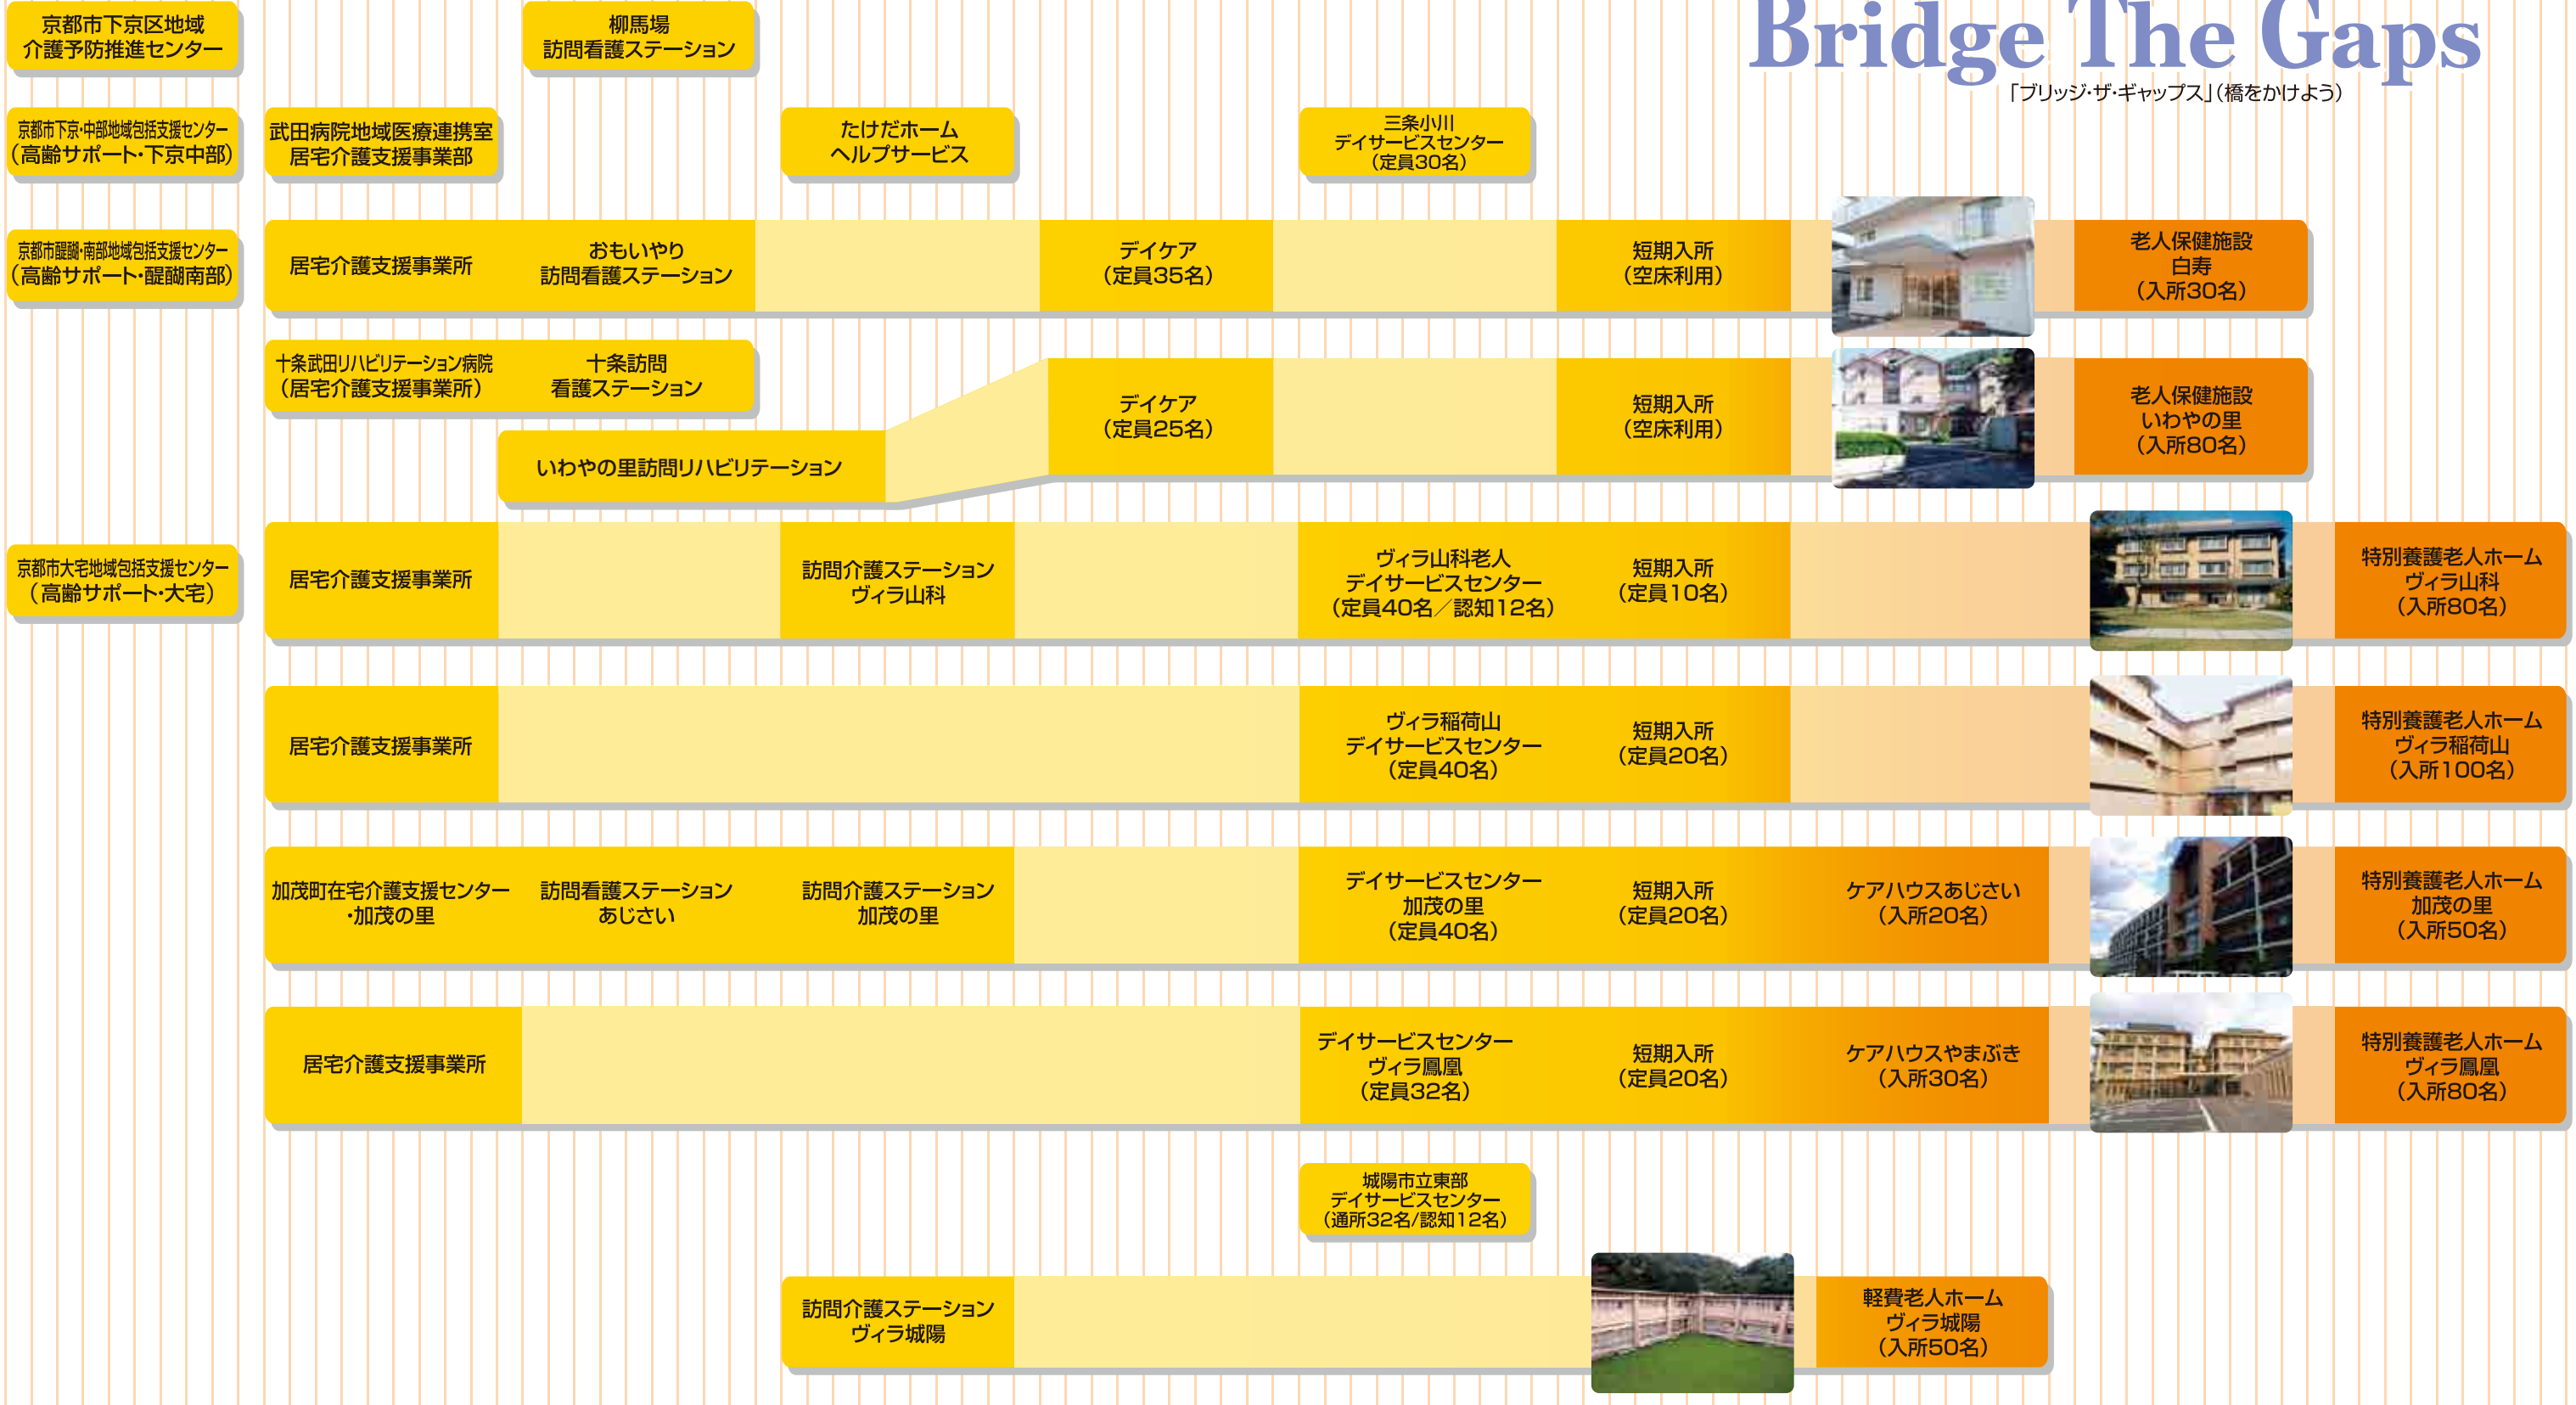 Bridge The Gaps
「ブリッジ・ザ・ギャップス」（橋をかけよう）
京都市下京区地域
介護予防推進センター
柳馬場
訪問看護ステーション
京都市下京・中部地域包括支援センター
（高齢サポート・下京中部）
武田病院地域医療連携室
居宅介護支援事業部
たけだホーム
ヘルプサービス
三条小川
デイサービスセンター
（定員30名）
京都市醍醐・南部地域包括支援センター
（高齢サポート・醍醐南部）
居宅介護支援事業所
おもいやり
訪問看護ステーション
デイケア
（定員35名）
短期入所
（空床利用）
老人保健施設
白寿
（入所30名）
十条武田リハビリテーション病院
（居宅介護支援事業所）
十条訪問
看護ステーション
いわやの里訪問リハビリテーション
デイケア
（定員25名）
短期入所
（空床利用）
老人保健施設
いわやの里
（入所80名）
京都市大宅地域包括支援センター
（高齢サポート・大宅）
居宅介護支援事業所
訪問介護ステーション
ヴィラ山科
ヴィラ山科老人
デイサービスセンター
（定員40名／認知12名）
短期入所
（定員10名）
特別養護老人ホーム
ヴィラ山科
（入所80名）
居宅介護支援事業所
ヴィラ稲荷山
デイサービスセンター
（定員40名）
短期入所
（定員20名）
特別養護老人ホーム
ヴィラ稲荷山
（入所100名）
加茂町在宅介護支援センター
・加茂の里
訪問看護ステーション
あじさい
訪問介護ステーション
加茂の里
デイサービスセンター
加茂の里
（定員40名）
短期入所
（定員20名）
ケアハウスあじさい
（入所20名）
特別養護老人ホーム
加茂の里
（入所50名）
居宅介護支援事業所
デイサービスセンター
ヴィラ鳳凰
（定員32名）
短期入所
（定員20名）
ケアハウスやまぶき
（入所30名）
特別養護老人ホーム
ヴィラ鳳凰
（入所80名）
城陽市立東部
デイサービスセンター
（通所32名/認知12名）
訪問介護ステーション
ヴィラ城陽
軽費老人ホーム
ヴィラ城陽
（入所50名）